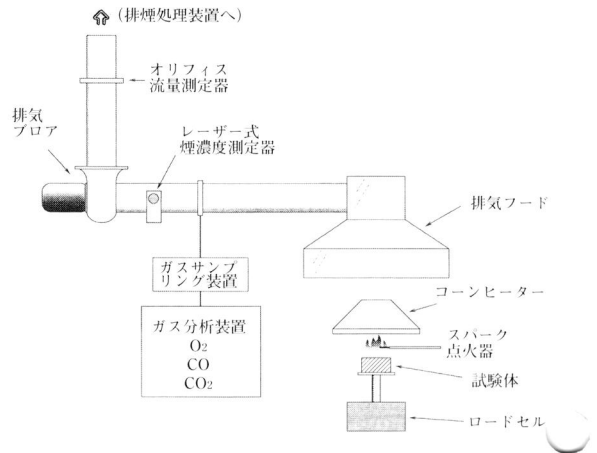 (排煙処理装置へ)
オリフィス
流量測定器
排気
ブロア
レーザー式
煙濃度測定器
排気フード
ガスサンプ
リング装置
コーンヒーター
ガス分析装置
O2
CO
CO2
スパーク
点火器
試験体
ロードセル